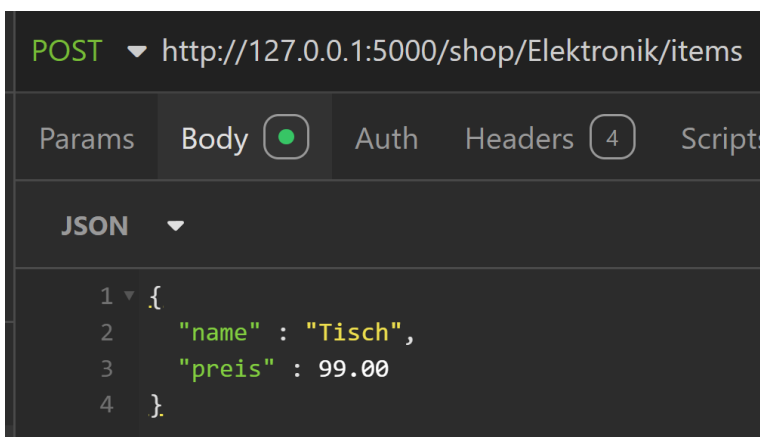 POST http://127.0.0.1:5000/shop/Elektronik/items
Params Body Auth Headers 4 Scripts
JSON
1 {
2 "name" : "Tisch",
3 "preis" : 99.00
4 }